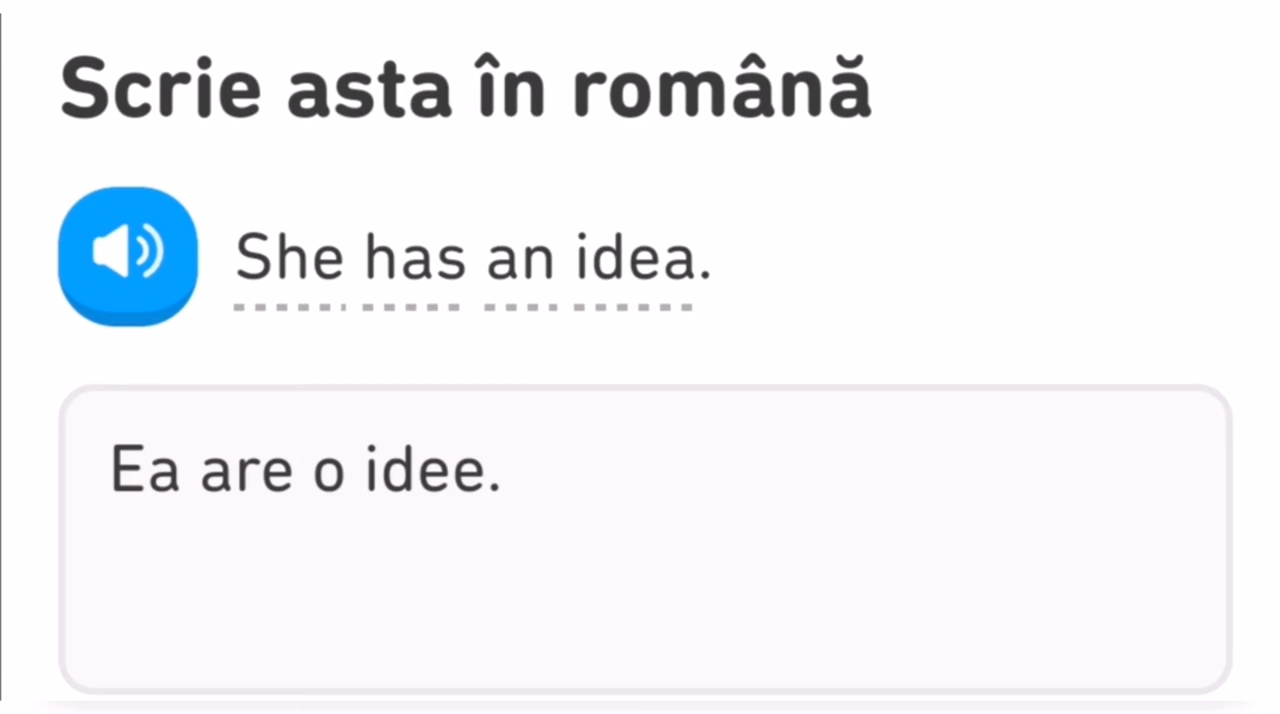 Scrie asta în română
She has an idea.
Ea are o idee.